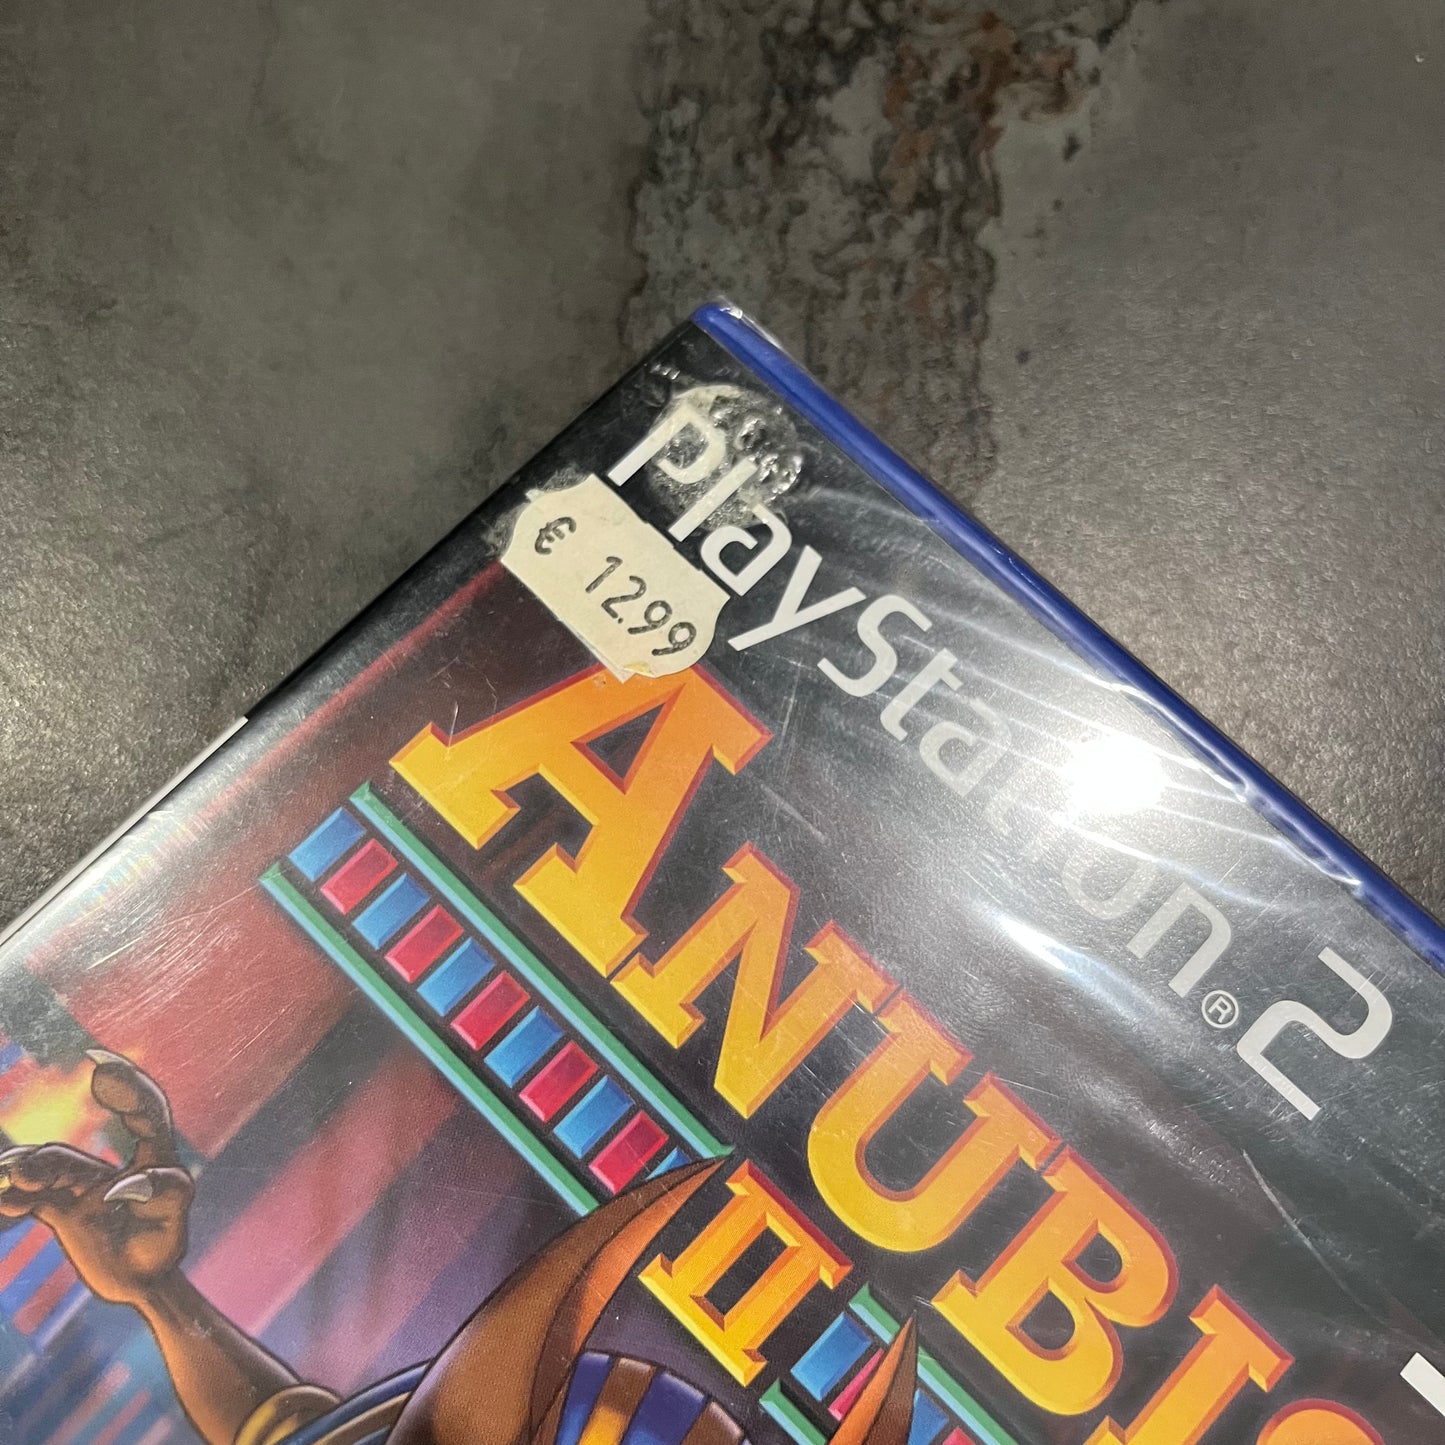 PlayStation®2
€ 12.99
ANUBIS
II